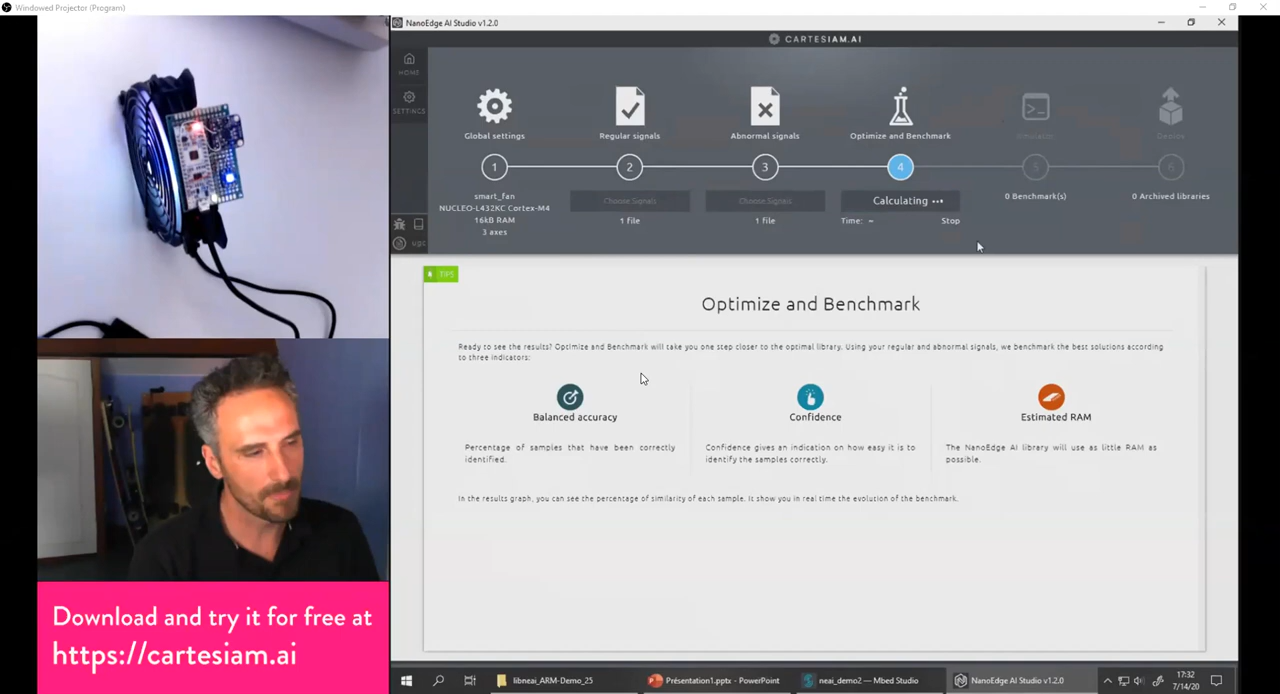 Windowed Projector (Program)
NanoEdge AI Studio v1.2.0
CARTESIAM.AI
HOME
SETTINGS
Global settings
Regular signals
Abnormal signals
Optimize and Benchmark
Emulator
Deploy
1
2
3
4
5
6
smart_fan
NUCLEO-L432KC Cortex-M4
16kB RAM
3 axes
Choose Signals
1 file
Choose Signals
1 file
Calculating •••
Time: –
Stop
0 Benchmark(s)
0 Archived libraries
ugc
TIPS
Optimize and Benchmark
Ready to see the results? Optimize and Benchmark will take you one step closer to the optimal library. Using your regular and abnormal signals, we benchmark the best solutions according
to three indicators:
Balanced accuracy
Percentage of samples that have been correctly
identified.
Confidence
Confidence gives an indication on how easy it is to
identify the samples correctly.
Estimated RAM
The NanoEdge AI library will use as little RAM as
possible.
In the results graph, you can see the percentage of similarity of each sample. It show you in real time the evolution of the benchmark.
Download and try it for free at
https://cartesiam.ai
libneai_ARM-Demo_25
Présentation1.pptx - PowerPoint
neai_demo2 — Mbed Studio
NanoEdge AI Studio v1.2.0
17:32
7/14/20